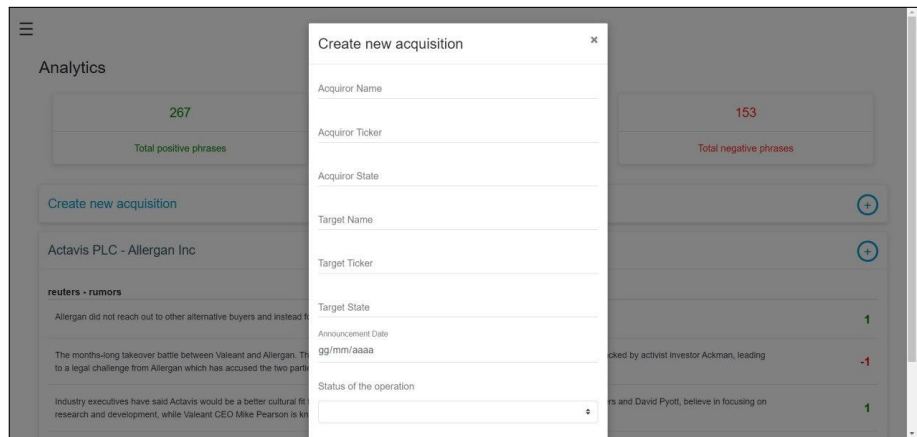 Create new acquisition ×
Analytics
Acquiror Name
267
153
Acquiror Ticker
Total positive phrases
Total negative phrases
Acquiror State
Create new acquisition
Target Name
Actavis PLC - Allergan Inc
Target Ticker
reuters - rumors
Target State
Allergan did not reach out to other alternative buyers and instead
1
Announcement Date
gg/mm/aaaa
The months-long takeover battle between Valeant and Allergan.
by activist investor Ackman, leading
to a legal challenge from Allergan which has accused the two
-1
Status of the operation
Industry executives have said Actavis would be a better cultural fit
and David Pyott, believe in focusing on
research and development, while Valeant CEO Mike Pearson is
1